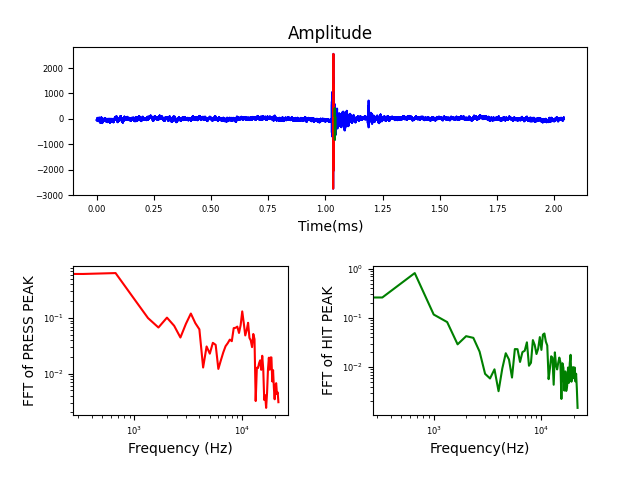 Amplitude
2000
1000
0
−1000
−2000
−3000
0.00 0.25 0.50 0.75 1.00 1.25 1.50 1.75 2.00
Time(ms)
FFT of PRESS PEAK
10⁻¹
10⁻²
10³ 10⁴
Frequency (Hz)
FFT of HIT PEAK
10⁰
10⁻¹
10⁻²
10³ 10⁴
Frequency(Hz)